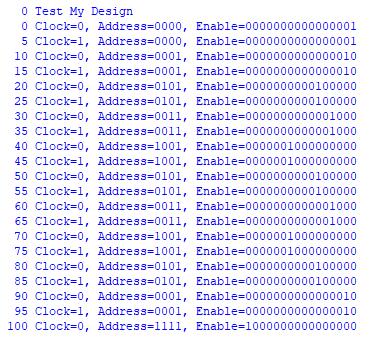 0 Test My Design
0 Clock=0, Address=0000, Enable=0000000000000001
5 Clock=1, Address=0000, Enable=0000000000000001
10 Clock=0, Address=0001, Enable=0000000000000010
15 Clock=1, Address=0001, Enable=0000000000000010
20 Clock=0, Address=0101, Enable=0000000000100000
25 Clock=1, Address=0101, Enable=0000000000100000
30 Clock=0, Address=0011, Enable=0000000000001000
35 Clock=1, Address=0011, Enable=0000000000001000
40 Clock=0, Address=1001, Enable=0000001000000000
45 Clock=1, Address=1001, Enable=0000001000000000
50 Clock=0, Address=0101, Enable=0000000000100000
55 Clock=1, Address=0101, Enable=0000000000100000
60 Clock=0, Address=0011, Enable=0000000000001000
65 Clock=1, Address=0011, Enable=0000000000001000
70 Clock=0, Address=1001, Enable=0000001000000000
75 Clock=1, Address=1001, Enable=0000001000000000
80 Clock=0, Address=0101, Enable=0000000000100000
85 Clock=1, Address=0101, Enable=0000000000100000
90 Clock=0, Address=0001, Enable=0000000000000010
95 Clock=1, Address=0001, Enable=0000000000000010
100 Clock=0, Address=1111, Enable=1000000000000000